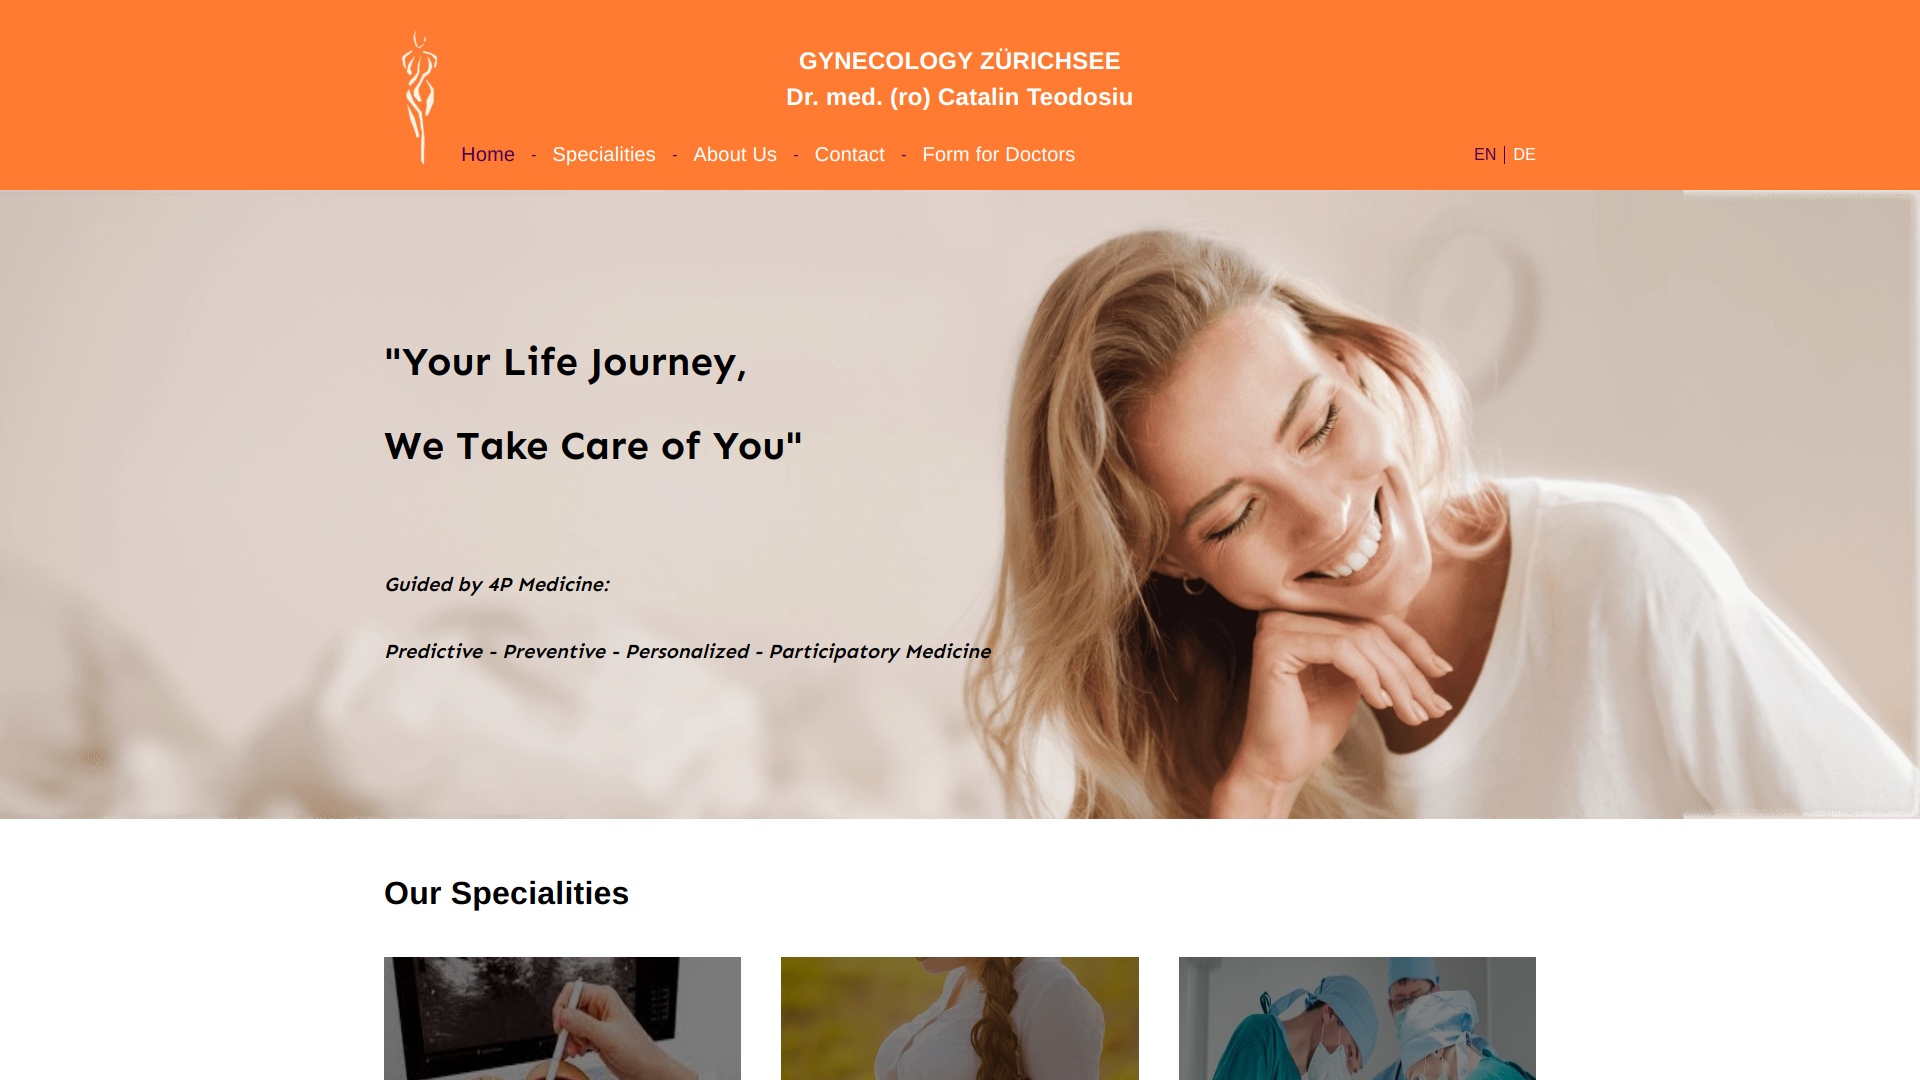 GYNECOLOGY ZÜRICHSEE
Dr. med. (ro) Catalin Teodosiu
Home - Specialities - About Us - Contact - Form for Doctors
EN | DE
"Your Life Journey,
We Take Care of You"
Guided by 4P Medicine:
Predictive - Preventive - Personalized - Participatory Medicine
Our Specialities